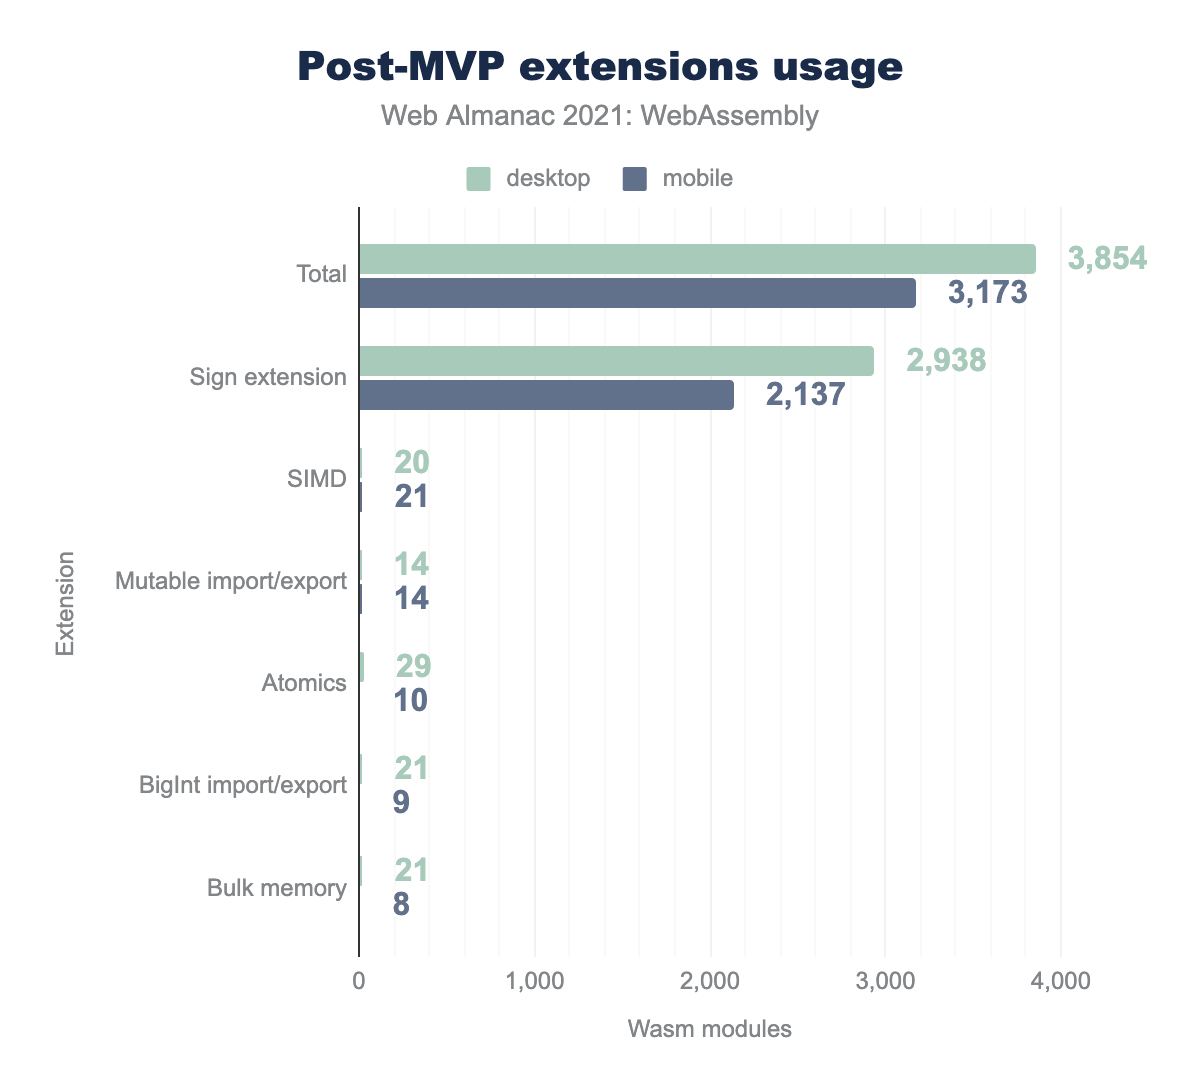 Post-MVP extensions usage
Web Almanac 2021: WebAssembly
desktop mobile
Total
3,854
3,173
Sign extension
2,938
2,137
SIMD
20
21
Mutable import/export
14
14
Atomics
29
10
BigInt import/export
21
9
Bulk memory
21
8
Extension
0 1,000 2,000 3,000 4,000
Wasm modules